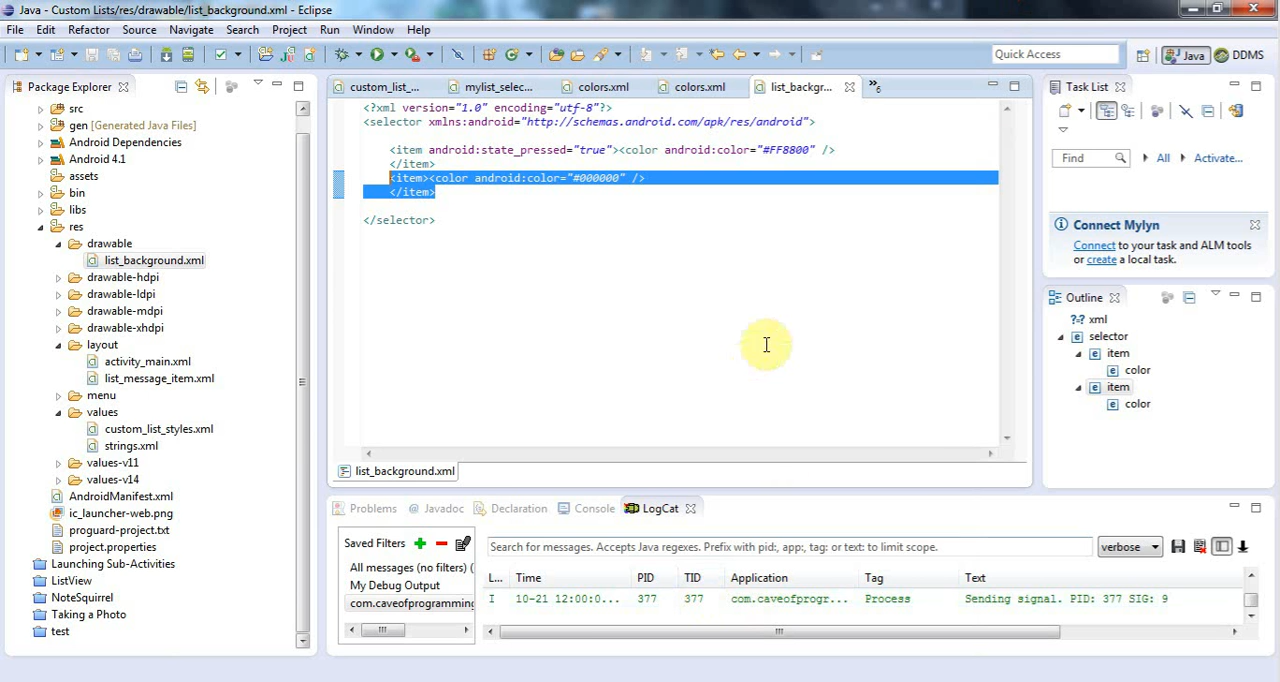 Java - Custom Lists/res/drawable/list_background.xml - Eclipse
File Edit Refactor Source Navigate Search Project Run Window Help
Quick Access
Java
DDMS
Package Explorer
src
gen [Generated Java Files]
Android Dependencies
Android 4.1
assets
bin
libs
res
drawable
list_background.xml
drawable-hdpi
drawable-ldpi
drawable-mdpi
drawable-xhdpi
layout
activity_main.xml
list_message_item.xml
menu
values
custom_list_styles.xml
strings.xml
values-v11
values-v14
AndroidManifest.xml
ic_launcher-web.png
proguard-project.txt
project.properties
Launching Sub-Activities
ListView
NoteSquirrel
Taking a Photo
test
custom_list_... mylist_selec... colors.xml colors.xml list_backgr... »6
<?xml version="1.0" encoding="utf-8"?>
<selector xmlns:android="http://schemas.android.com/apk/res/android">
<item android:state_pressed="true"><color android:color="#FF8800" />
</item>
<item><color android:color="#000000" />
</item>
</selector>
list_background.xml
Task List
Find
All
Activate...
Connect Mylyn
Connect to your task and ALM tools
or create a local task.
Outline
?=? xml
e selector
e item
e color
e item
e color
Problems @ Javadoc Declaration Console LogCat
Saved Filters
All messages (no filters) (
My Debug Output
com.caveofprogramming
Search for messages. Accepts Java regexes. Prefix with pid:, app:, tag: or text: to limit scope.
verbose
L... Time PID TID Application Tag Text
I 10-21 12:00:0... 377 377 com.caveofprogr... Process Sending signal. PID: 377 SIG: 9